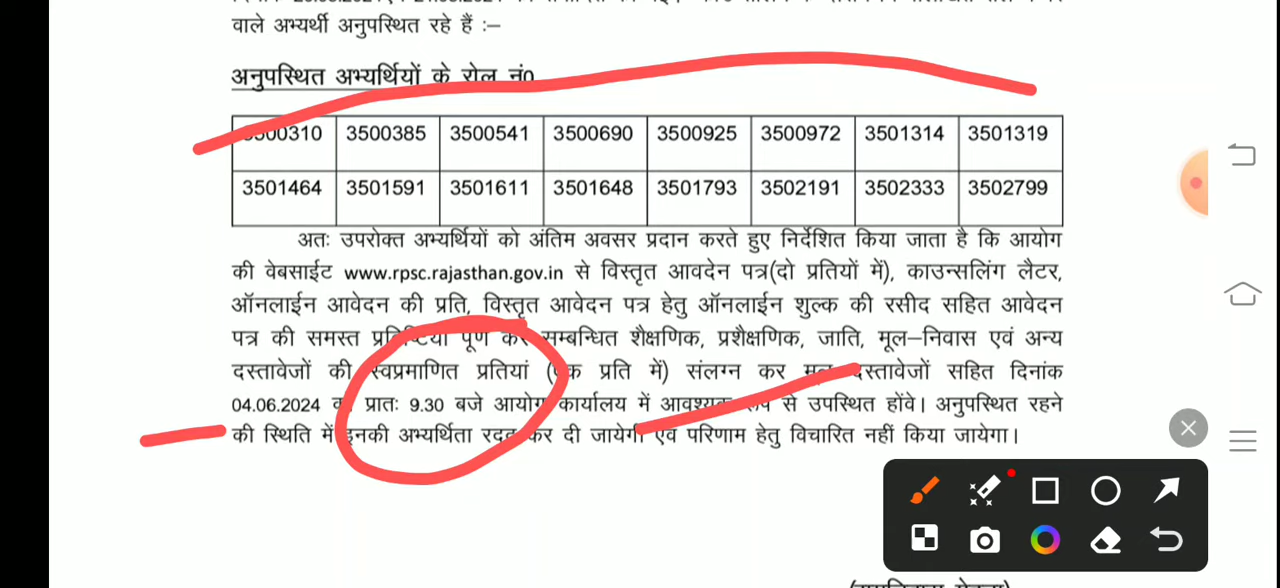 वाले अभ्यर्थी अनुपस्थित रहे हैं :–
अनुपस्थित अभ्यर्थियों के रोल नं0
3500310 3500385 3500541 3500690 3500925 3500972 3501314 3501319
3501464 3501591 3501611 3501648 3501793 3502191 3502333 3502799
अतः उपरोक्त अभ्यर्थियों को अंतिम अवसर प्रदान करते हुए निर्देशित किया जाता है कि आयोग
की वेबसाईट www.rpsc.rajasthan.gov.in से विस्तृत आवदेन पत्र(दो प्रतियों में), काउन्सलिंग लैटर,
ऑनलाईन आवेदन की प्रति, विस्तृत आवेदन पत्र हेतु ऑनलाईन शुल्क की रसीद सहित आवेदन
पत्र की समस्त प्रविष्टियां पूर्ण कर सम्बन्धित शैक्षणिक, प्रशैक्षणिक, जाति, मूल–निवास एवं अन्य
दस्तावेजों की स्वप्रमाणित प्रतियां (एक प्रति में) संलग्न कर मूल दस्तावेजों सहित दिनांक
04.06.2024 को प्रातः 9.30 बजे आयोग कार्यालय में आवश्यक रूप से उपस्थित होंवे। अनुपस्थित रहने
की स्थिति में इनकी अभ्यर्थिता रदद कर दी जायेगी एवं परिणाम हेतु विचारित नहीं किया जायेगा।